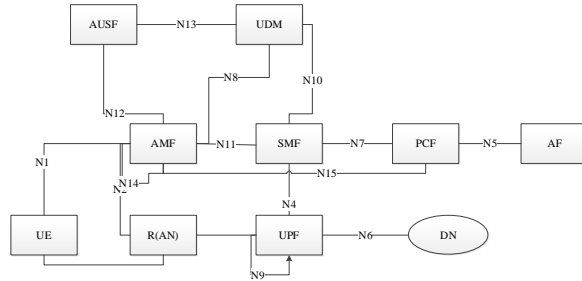 AUSF
N13
UDM
N8
N10
N12
AMF
N11
SMF
N7
PCF
N5
AF
N1
N14
N15
N2
N4
UE
R(AN)
UPF
N6
DN
N9